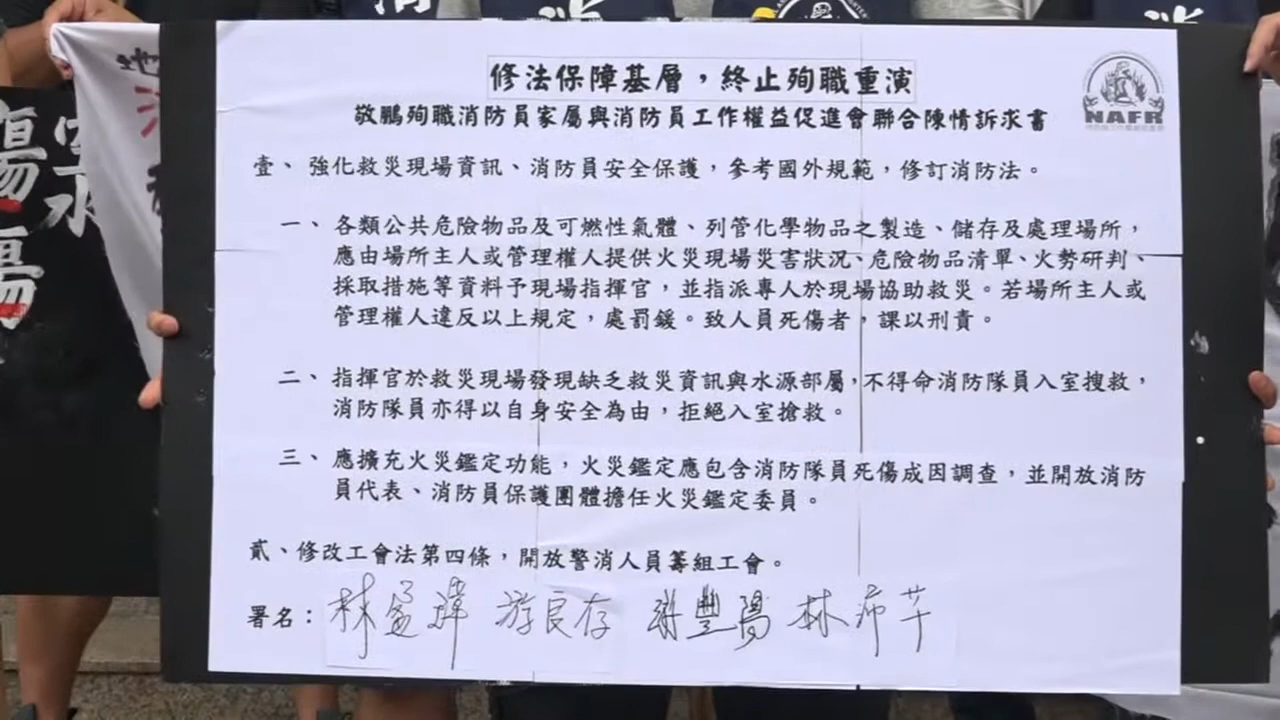 修法保障基層，終止殉職重演
敬鵬殉職消防員家屬與消防員工作權益促進會聯合陳情訴求書
NAFR
壹、強化救災現場資訊、消防員安全保護，參考國外規範，修訂消防法。
一、各類公共危險物品及可燃性氣體、列管化學物品之製造、儲存及處理場所，
應由場所主人或管理權人提供火災現場災害狀況、危險物品清單、火勢研判、
採取措施等資料予現場指揮官，並指派專人於現場協助救災。若場所主人或
管理權人違反以上規定，處罰鍰。致人員死傷者，課以刑責。
二、指揮官於救災現場發現缺乏救災資訊與水源部屬，不得命消防隊員入室搜救，
消防隊員亦得以自身安全為由，拒絕入室搶救。
三、應擴充火災鑑定功能，火災鑑定應包含消防隊員死傷成因調查，並開放消防
員代表、消防員保護團體擔任火災鑑定委員。
貳、修改工會法第四條，開放警消人員籌組工會。
署名：林 游良存 豐陽 林希芊